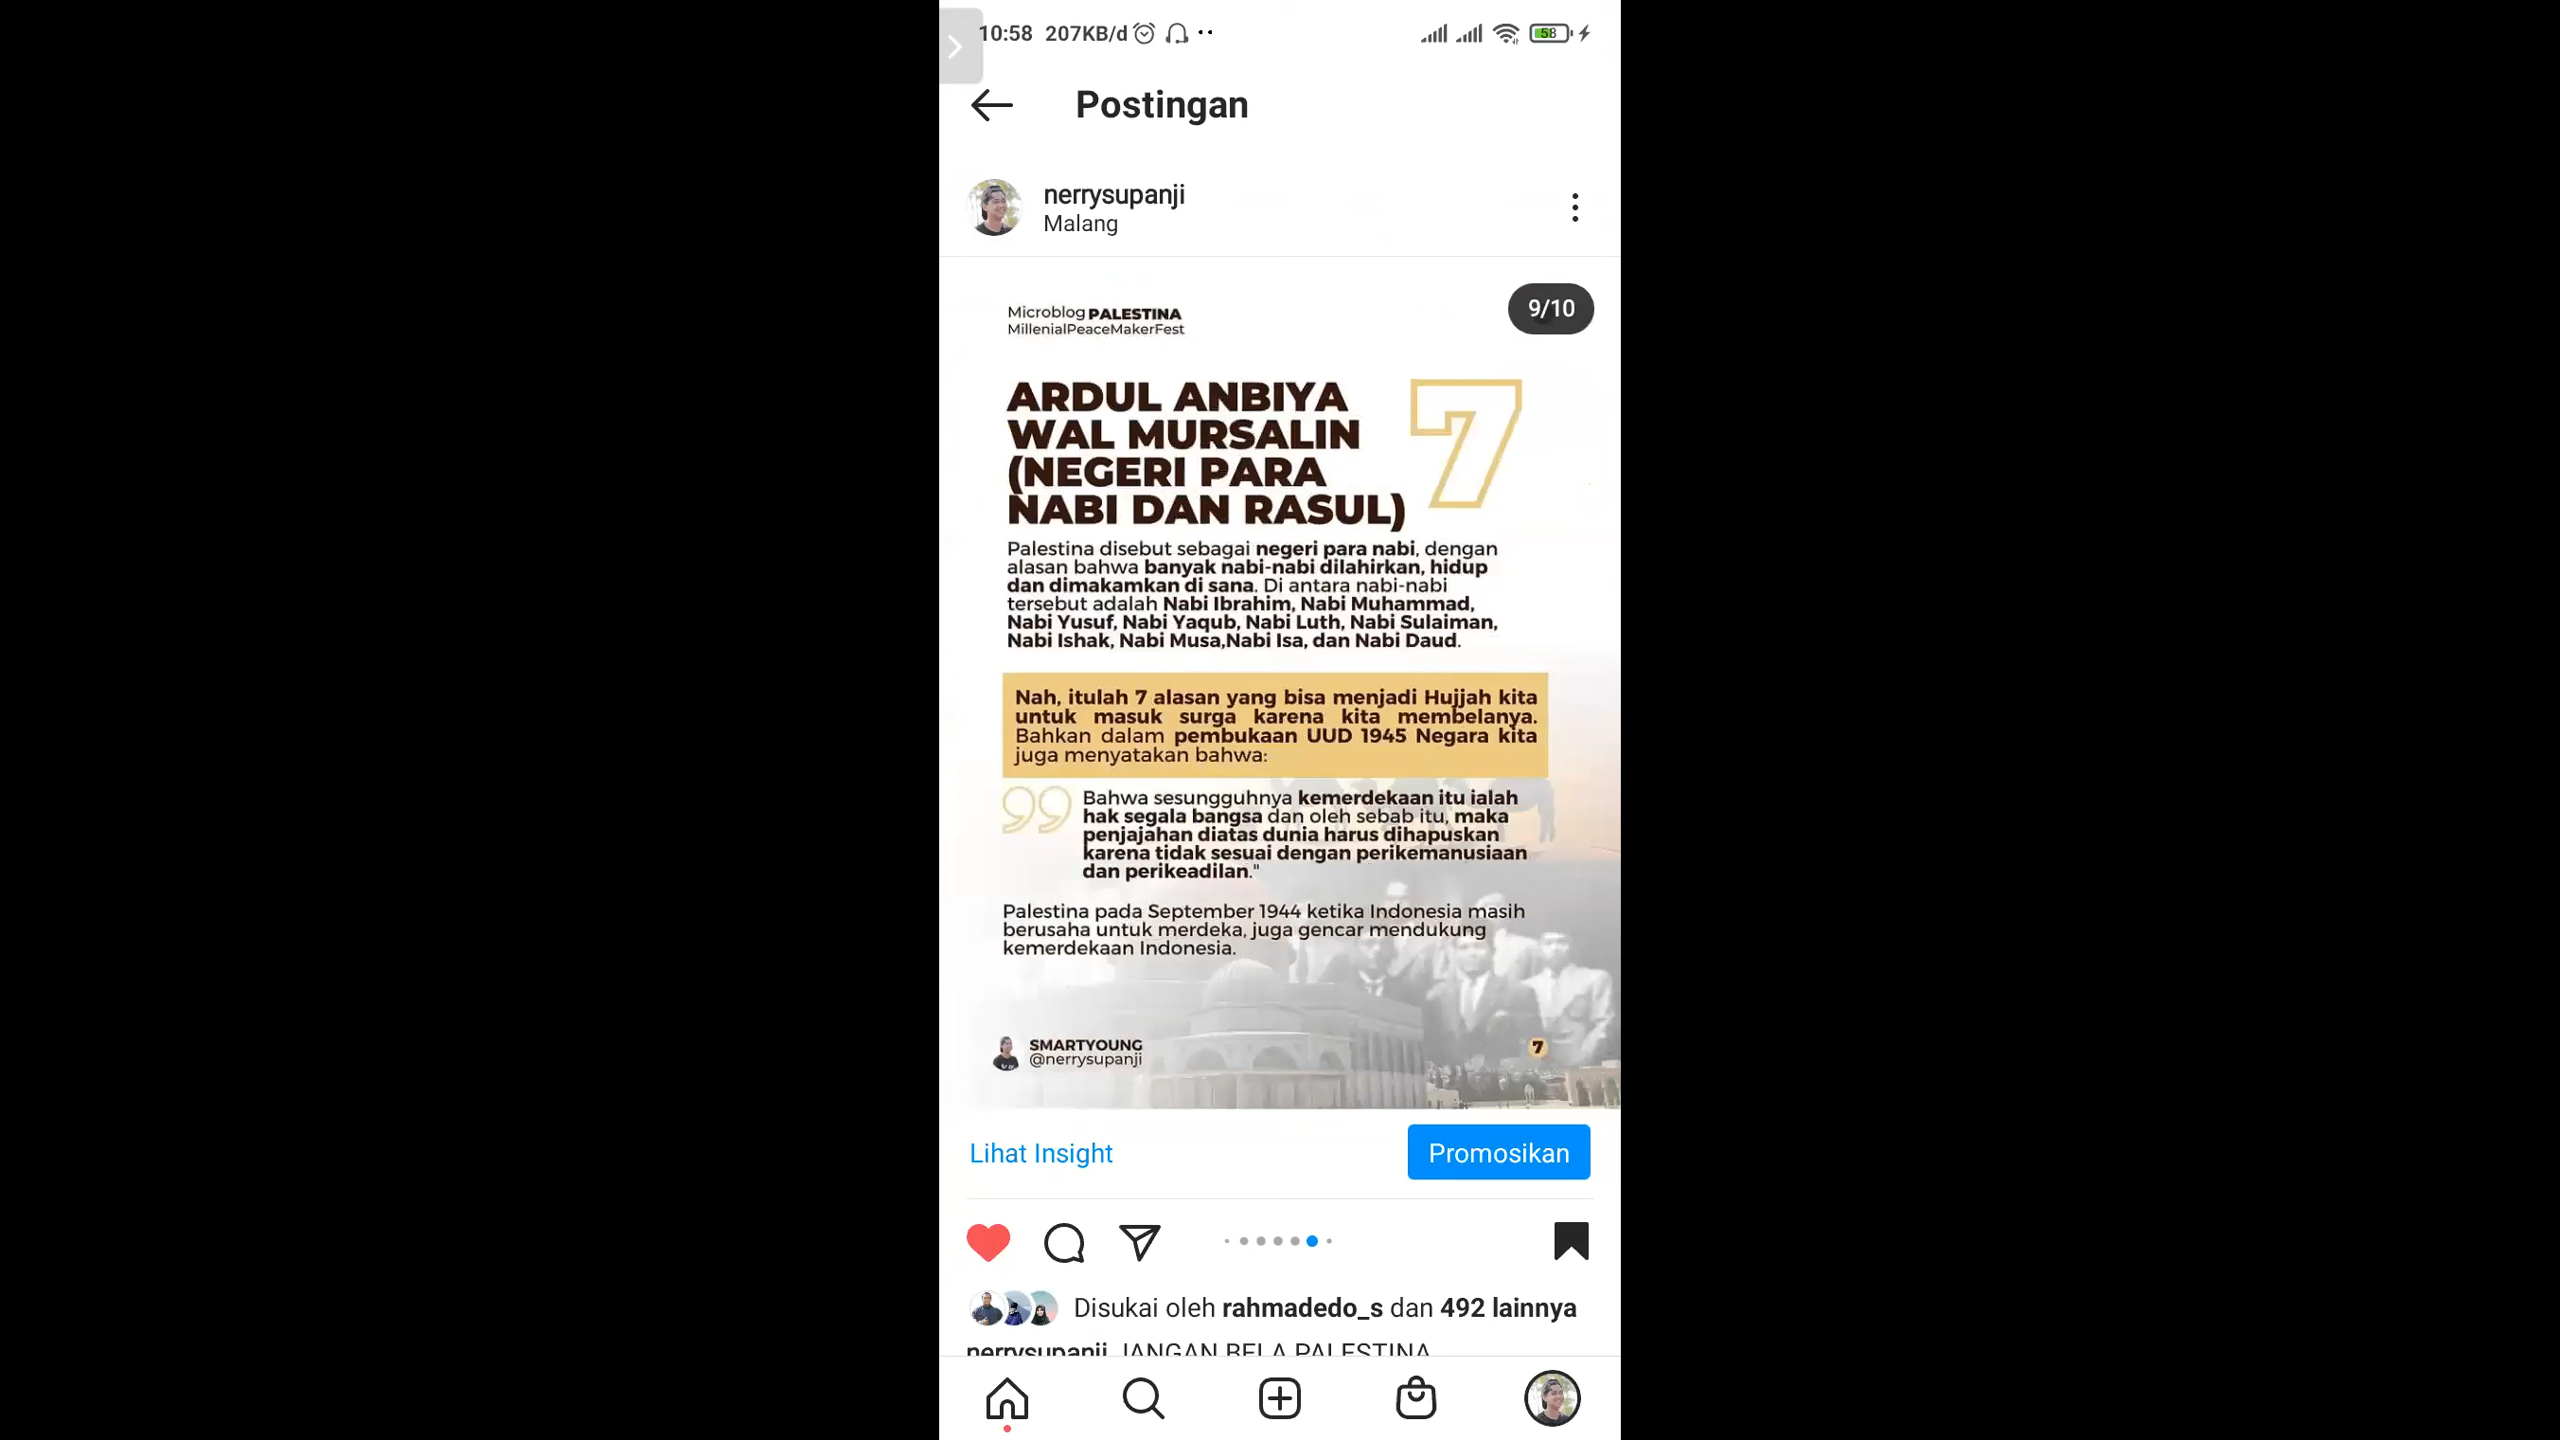 10:58 207KB/d
58
Postingan
nerrysupanji
Malang
9/10
Microblog PALESTINA
MillenialPeaceMakerFest
ARDUL ANBIYA
WAL MURSALIN
(NEGERI PARA
NABI DAN RASUL)
7
Palestina disebut sebagai negeri para nabi, dengan
alasan bahwa banyak nabi-nabi dilahirkan, hidup
dan dimakamkan di sana. Di antara nabi-nabi
tersebut adalah Nabi Ibrahim, Nabi Muhammad,
Nabi Yusuf, Nabi Yaqub, Nabi Luth, Nabi Sulaiman,
Nabi Ishak, Nabi Musa,Nabi Isa, dan Nabi Daud.
Nah, itulah 7 alasan yang bisa menjadi Hujjah kita
untuk masuk surga karena kita membelanya.
Bahkan dalam pembukaan UUD 1945 Negara kita
juga menyatakan bahwa:
Bahwa sesungguhnya kemerdekaan itu ialah
hak segala bangsa dan oleh sebab itu, maka
penjajahan diatas dunia harus dihapuskan
karena tidak sesuai dengan perikemanusiaan
dan perikeadilan."
Palestina pada September 1944 ketika Indonesia masih
berusaha untuk merdeka, juga gencar mendukung
kemerdekaan Indonesia.
SMARTYOUNG
@nerrysupanji
7
Lihat Insight
Promosikan
Disukai oleh rahmadedo_s dan 492 lainnya
nerrysupanji JANGAN BELA PALESTINA